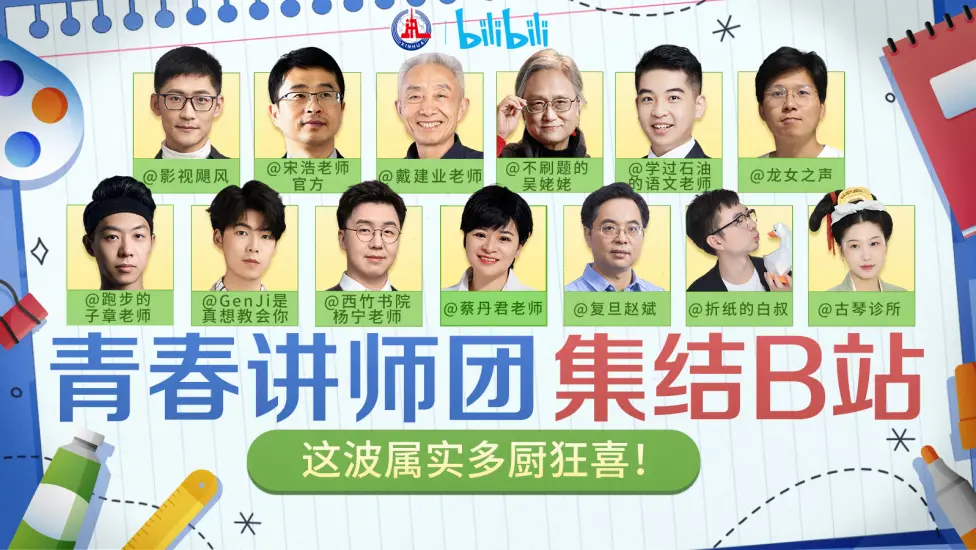 XINHUA
bilibili
@影视飓风
@宋浩老师
官方
@戴建业老师
@不刷题的
吴姥姥
@学过石油
的语文老师
@龙女之声
@跑步的
子章老师
@GenJi是
真想教会你
@西竹书院
杨宁老师
@蔡丹君老师
@复旦赵斌
@折纸的白叔
@古琴诊所
青春讲师团 集结B站
这波属实多厨狂喜!